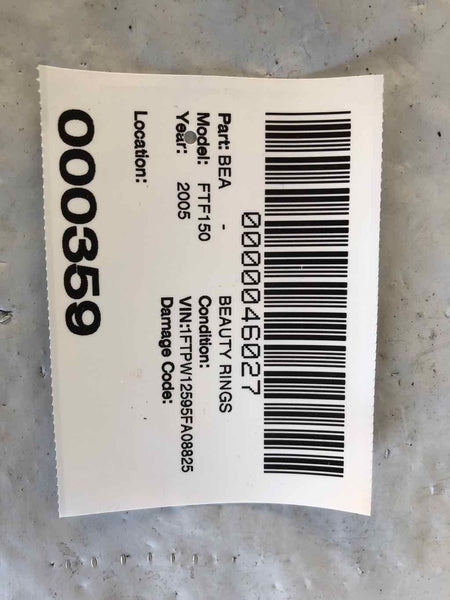 0000046027
Part: BEA - BEAUTY RINGS
Model: FTF150 Condition:
Year: 2005 VIN:1FTPW12595FA08825
Damage Code:
Location:
000359